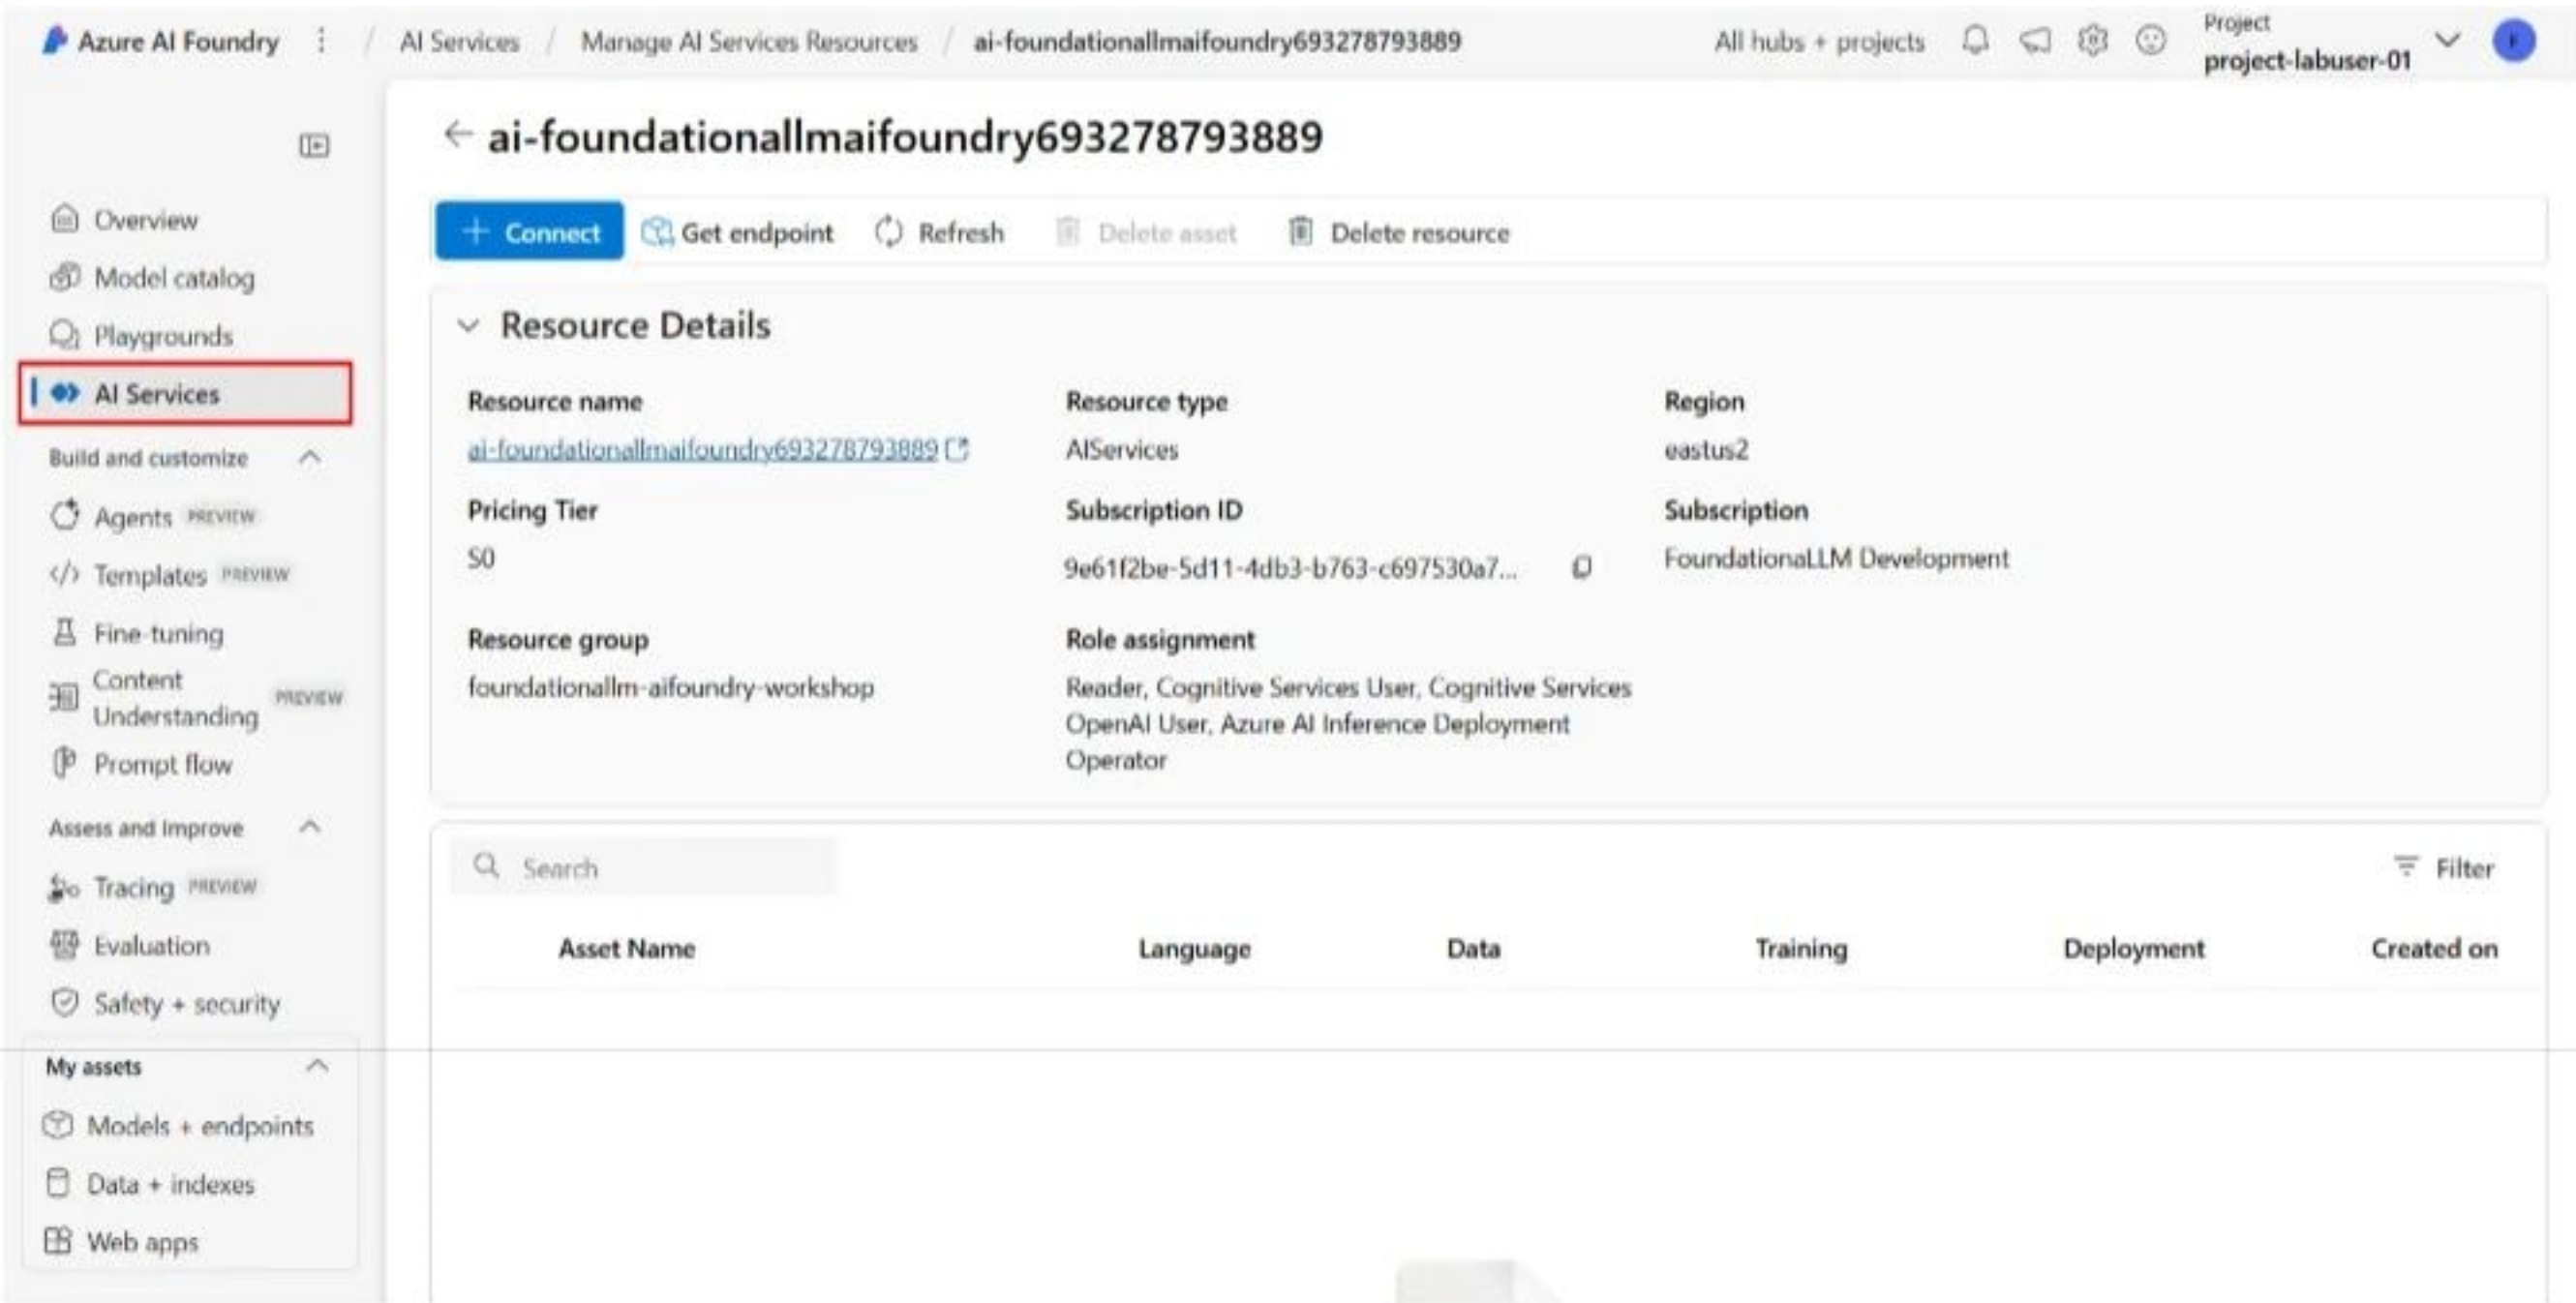 Azure AI Foundry / AI Services / Manage AI Services Resources / ai-foundationallmaifoundry693278793889 All hubs + projects Project
project-labuser-01
ai-foundationallmaifoundry693278793889
Connect Get endpoint Refresh Delete asset Delete resource
Overview
Model catalog
Playgrounds
AI Services
Build and customize
Agents PREVIEW
Templates PREVIEW
Fine-tuning
Content
Understanding PREVIEW
Prompt flow
Assess and improve
Tracing PREVIEW
Evaluation
Safety + security
My assets
Models + endpoints
Data + indexes
Web apps
Resource Details
Resource name
ai-foundationallmaifoundry693278793889
Resource type
AIServices
Region
eastus2
Pricing Tier
S0
Subscription ID
9e61f2be-5d11-4db3-b763-c697530a7...
Subscription
FoundationaLLM Development
Resource group
foundationallm-aifoundry-workshop
Role assignment
Reader, Cognitive Services User, Cognitive Services
OpenAI User, Azure AI Inference Deployment
Operator
Search
Filter
Asset Name Language Data Training Deployment Created on